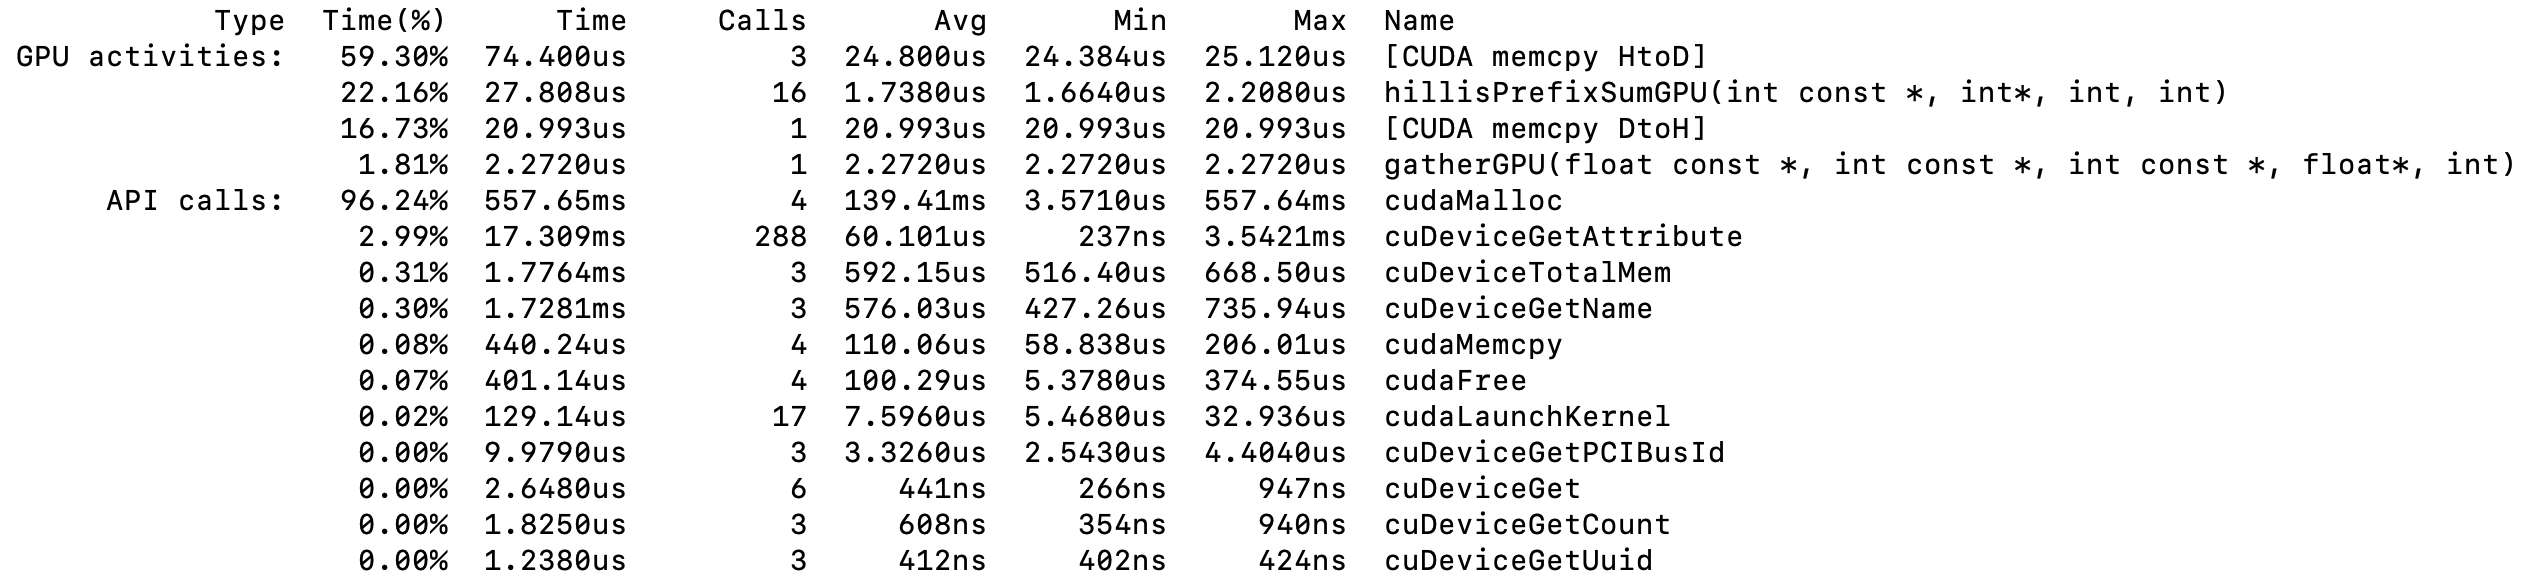 Type Time(%) Time Calls Avg Min Max Name
GPU activities: 59.30% 74.400us 3 24.800us 24.384us 25.120us [CUDA memcpy HtoD]
22.16% 27.808us 16 1.7380us 1.6640us 2.2080us hillisPrefixSumGPU(int const *, int*, int, int)
16.73% 20.993us 1 20.993us 20.993us 20.993us [CUDA memcpy DtoH]
1.81% 2.2720us 1 2.2720us 2.2720us 2.2720us gatherGPU(float const *, int const *, int const *, float*, int)
API calls: 96.24% 557.65ms 4 139.41ms 3.5710us 557.64ms cudaMalloc
2.99% 17.309ms 288 60.101us 237ns 3.5421ms cuDeviceGetAttribute
0.31% 1.7764ms 3 592.15us 516.40us 668.50us cuDeviceTotalMem
0.30% 1.7281ms 3 576.03us 427.26us 735.94us cuDeviceGetName
0.08% 440.24us 4 110.06us 58.838us 206.01us cudaMemcpy
0.07% 401.14us 4 100.29us 5.3780us 374.55us cudaFree
0.02% 129.14us 17 7.5960us 5.4680us 32.936us cudaLaunchKernel
0.00% 9.9790us 3 3.3260us 2.5430us 4.4040us cuDeviceGetPCIBusId
0.00% 2.6480us 6 441ns 266ns 947ns cuDeviceGet
0.00% 1.8250us 3 608ns 354ns 940ns cuDeviceGetCount
0.00% 1.2380us 3 412ns 402ns 424ns cuDeviceGetUuid